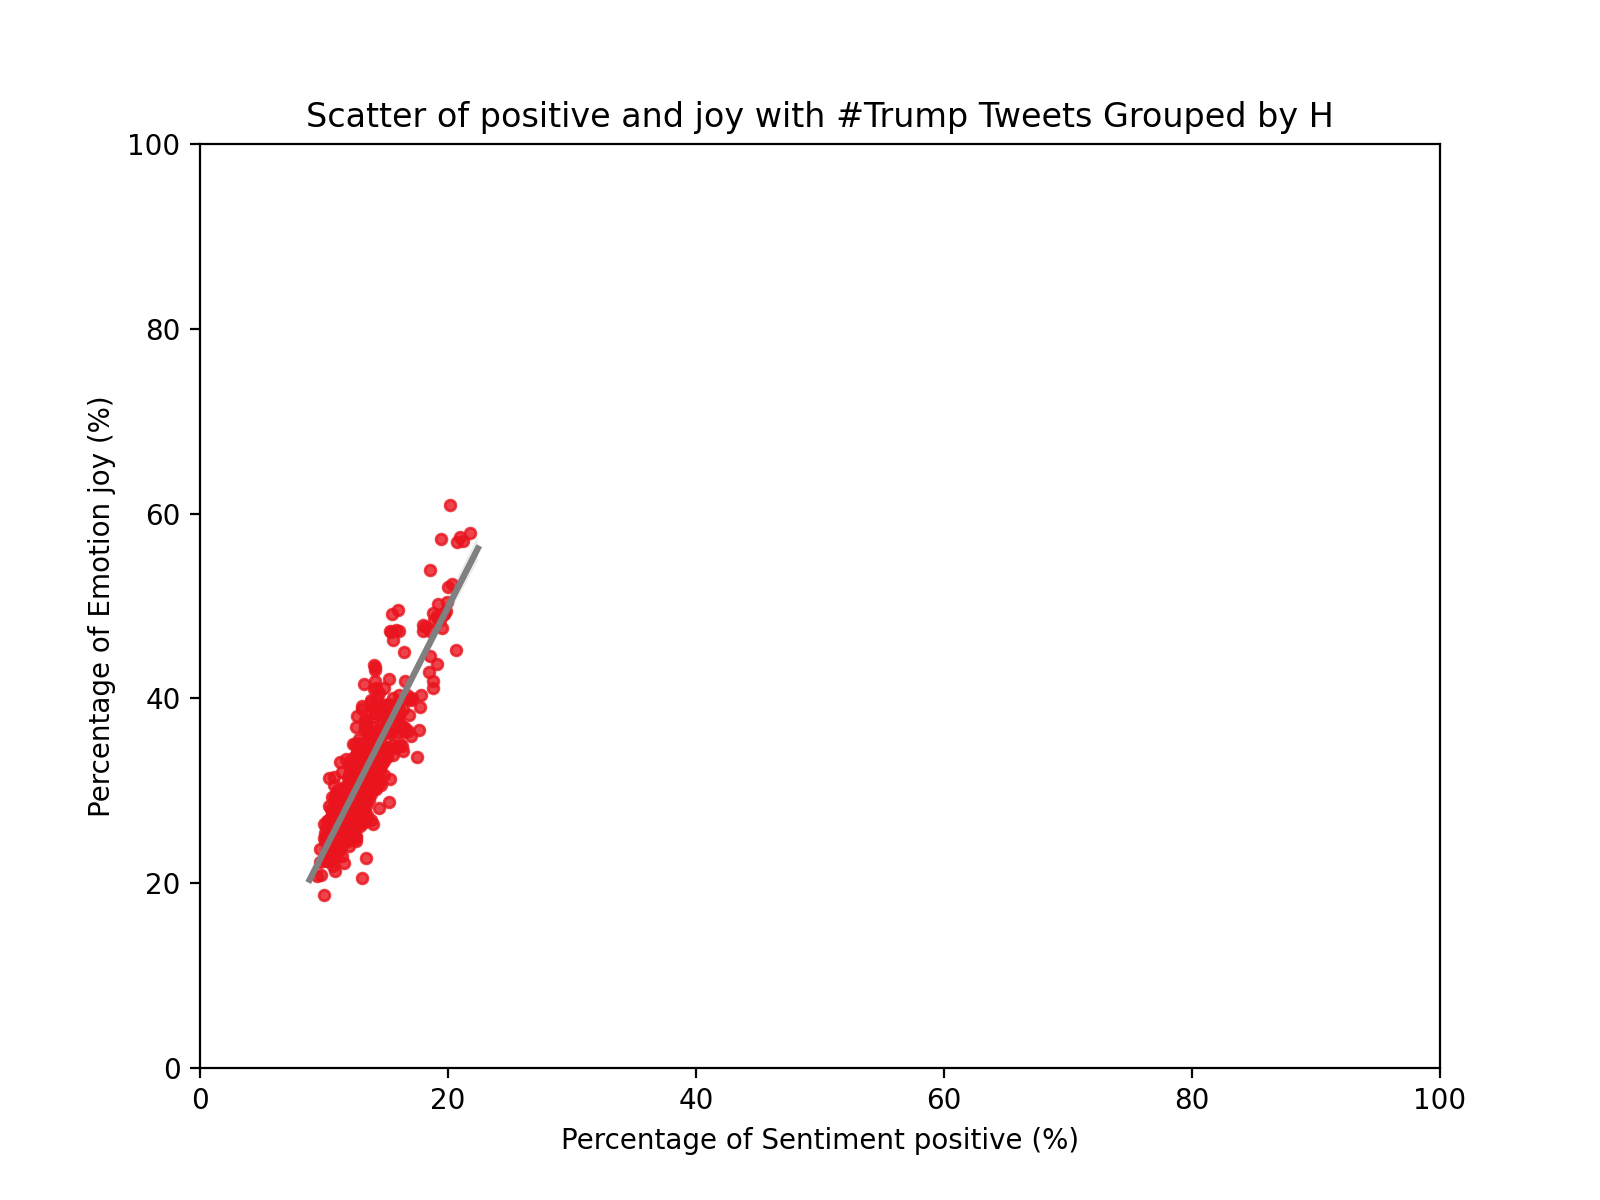 Scatter of positive and joy with #Trump Tweets Grouped by H
100
80
60
40
20
0
Percentage of Emotion joy (%)
0 20 40 60 80 100
Percentage of Sentiment positive (%)